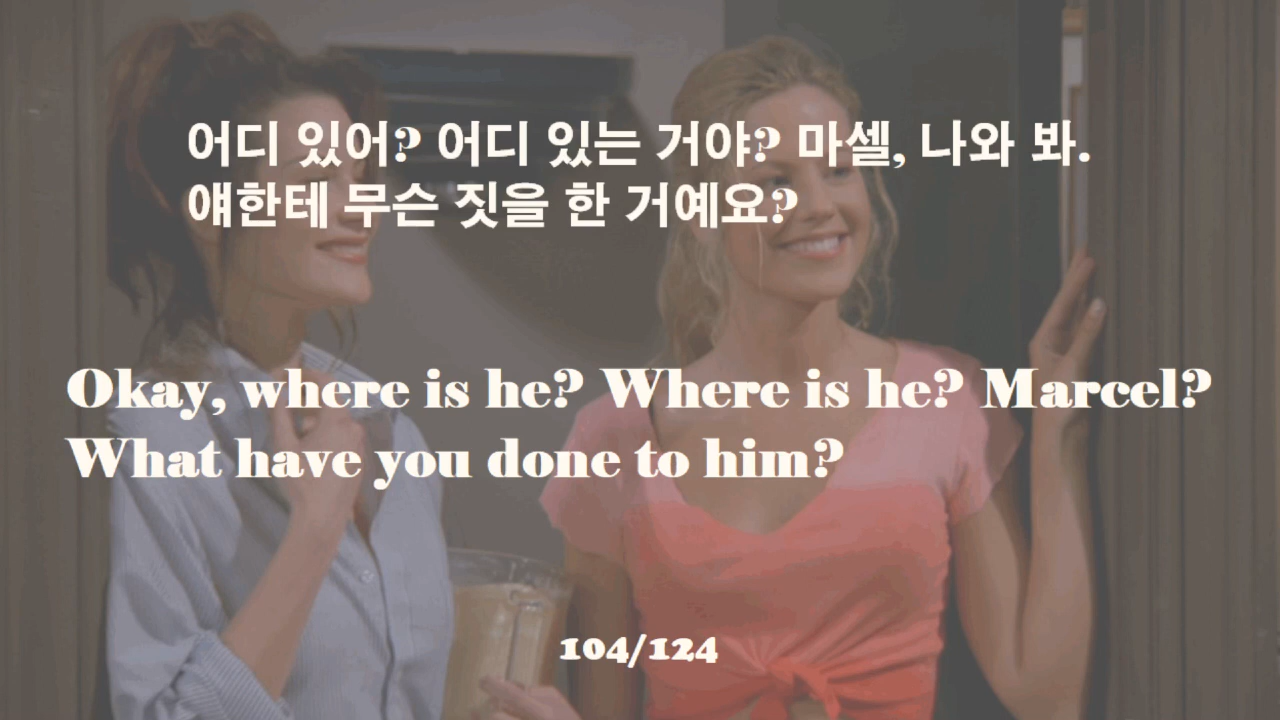 어디 있어? 어디 있는 거야? 마셀, 나와 봐.
얘한테 무슨 짓을 한 거예요?
Okay, where is he? Where is he? Marcel?
What have you done to him?
104/124